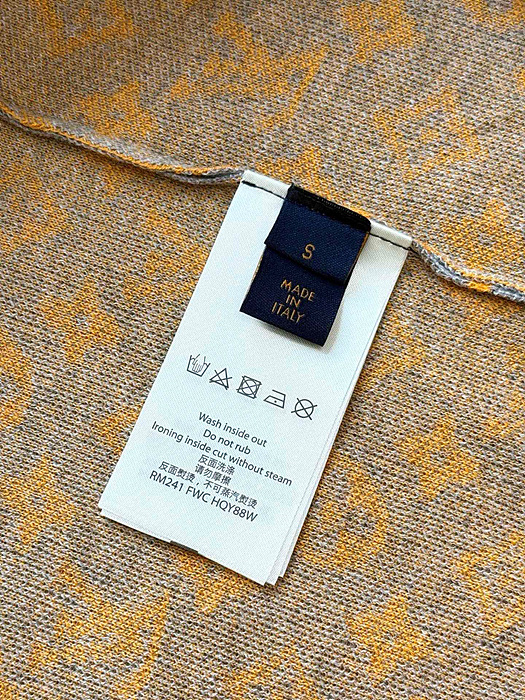 S
MADE
IN
ITALY
Wash inside out
Do not rub
Ironing inside cut without steam
反面洗涤
请勿摩擦
反面熨烫，不可蒸汽熨烫
RM241 FWC HQY88W